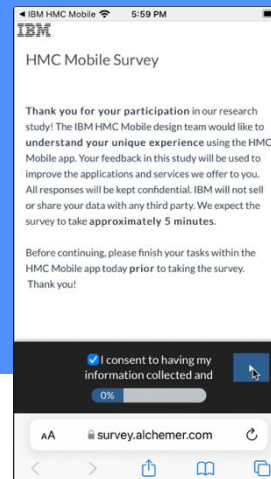 IBM HMC Mobile 5:59 PM
IBM
HMC Mobile Survey
Thank you for your participation in our research
study! The IBM HMC Mobile design team would like to
understand your unique experience using the HMC
Mobile app. Your feedback in this study will be used to
improve the applications and services we offer to you.
All responses will be kept confidential. IBM will not sell
or share your data with any third party. We expect the
survey to take approximately 5 minutes.
Before continuing, please finish your tasks within the
HMC Mobile app today prior to taking the survey.
Thank you!
I consent to having my
information collected and
0%
AA survey.alchemer.com